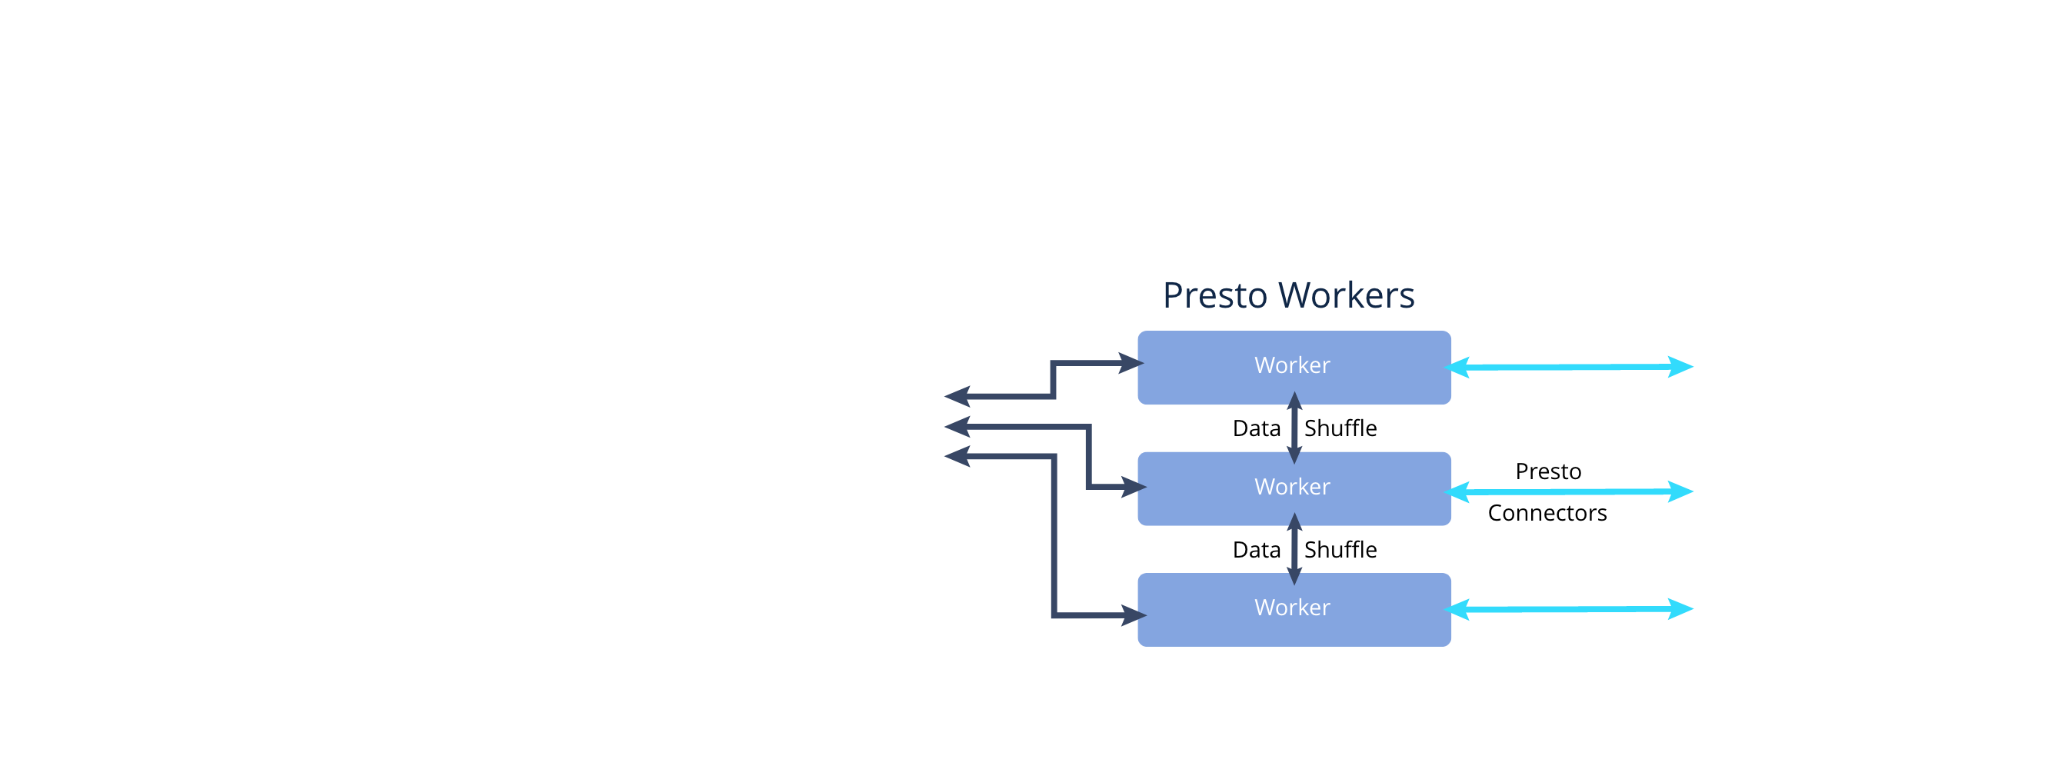 Presto Workers
Worker
Data Shuffle
Worker
Presto
Connectors
Data Shuffle
Worker